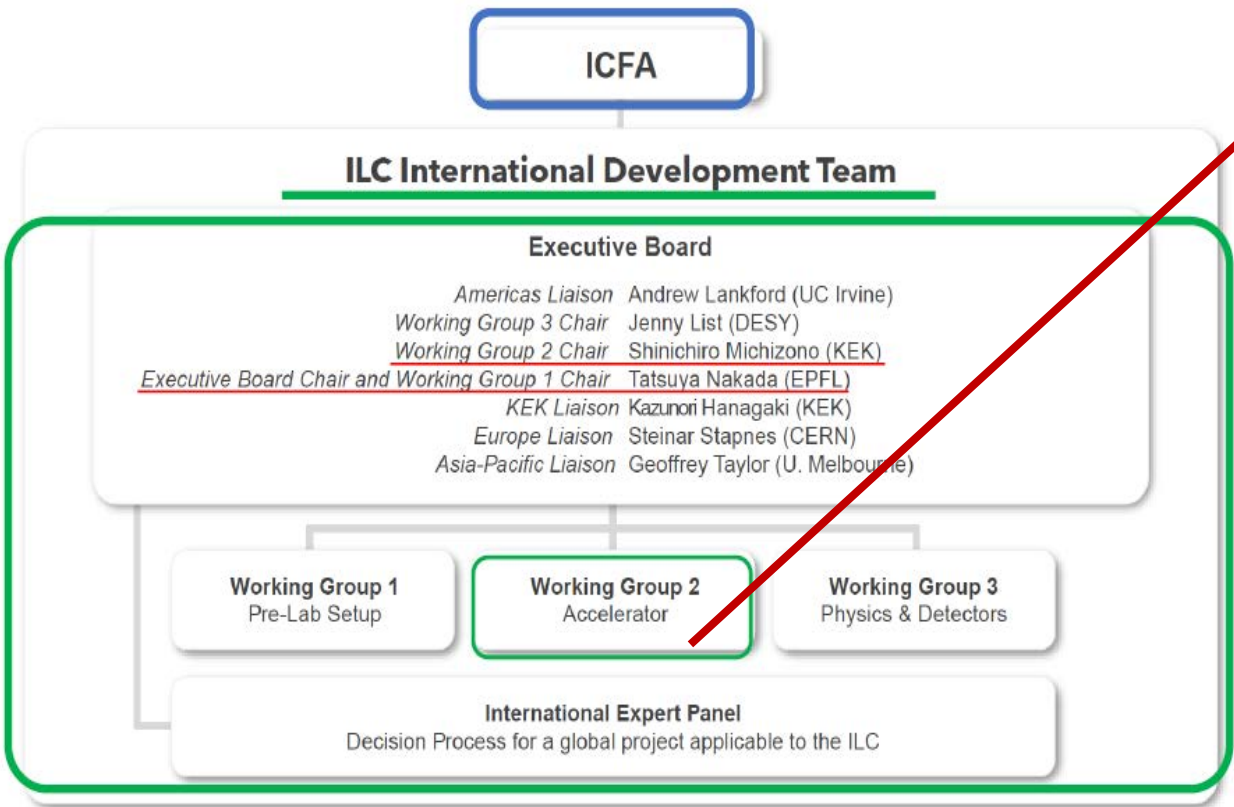 ICFA
ILC International Development Team
Executive Board
Americas Liaison Andrew Lankford (UC Irvine)
Working Group 3 Chair Jenny List (DESY)
Working Group 2 Chair Shinichiro Michizono (KEK)
Executive Board Chair and Working Group 1 Chair Tatsuya Nakada (EPFL)
KEK Liaison Kazunori Hanagaki (KEK)
Europe Liaison Steinar Stapnes (CERN)
Asia-Pacific Liaison Geoffrey Taylor (U. Melbourne)
Working Group 1
Pre-Lab Setup
Working Group 2
Accelerator
Working Group 3
Physics & Detectors
International Expert Panel
Decision Process for a global project applicable to the ILC